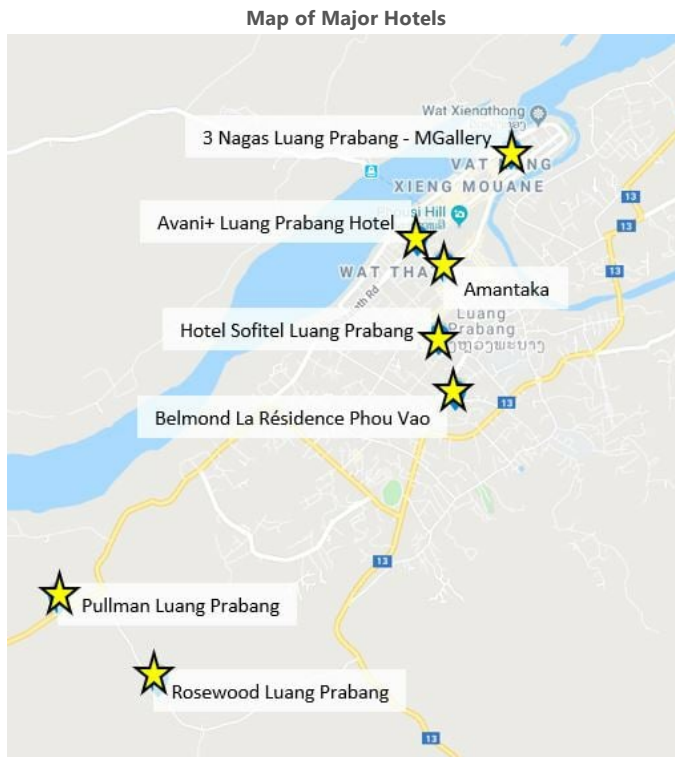 Map of Major Hotels
Wat Xiengthong
3 Nagas Luang Prabang - MGallery
VAT
XIENG MOUANE
13
Hill
Avani+ Luang Prabang Hotel
WAT
13
Amantaka
Rd
Luang
Hotel Sofitel Luang Prabang
13
13
Belmond La Résidence Phou Vao
13
Pullman Luang Prabang
Rosewood Luang Prabang
13